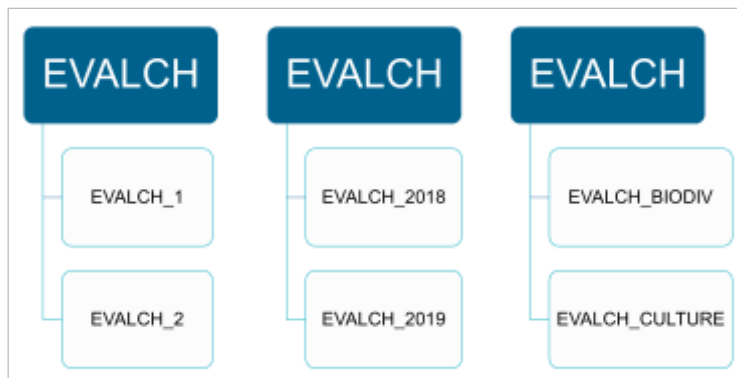 EVALCH
EVALCH_1
EVALCH_2
EVALCH
EVALCH_2018
EVALCH_2019
EVALCH
EVALCH_BIODIV
EVALCH_CULTURE